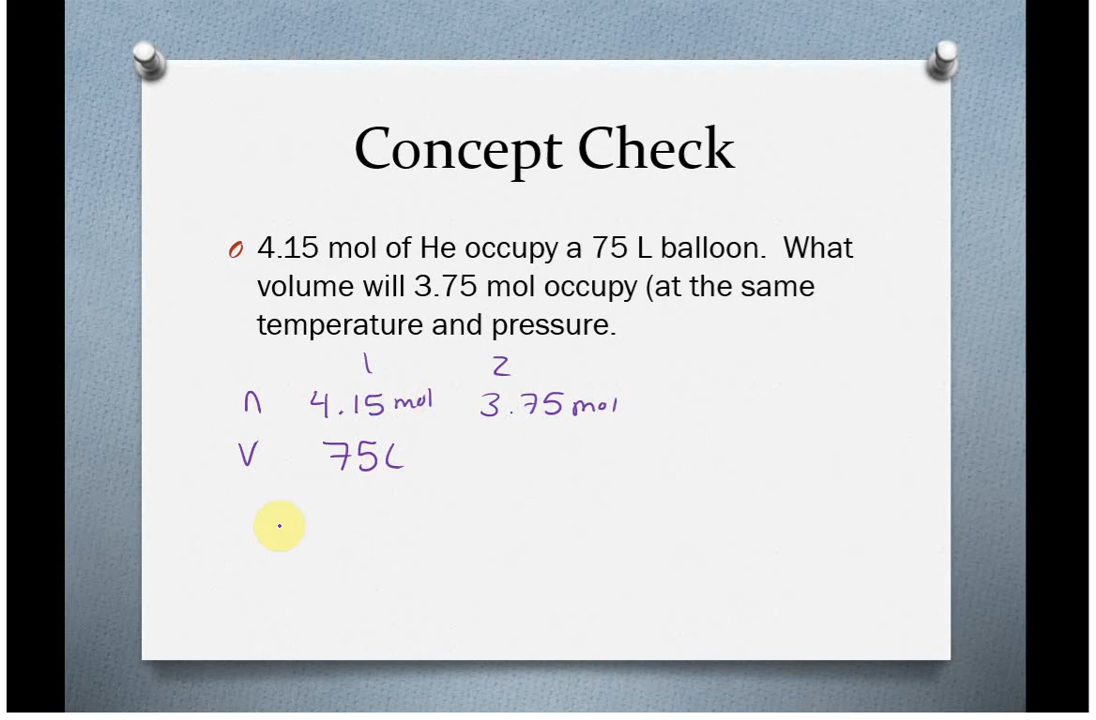 Concept Check
4.15 mol of He occupy a 75 L balloon. What
volume will 3.75 mol occupy (at the same
temperature and pressure.
1 2
n 4.15 mol 3.75 mol
V 75L